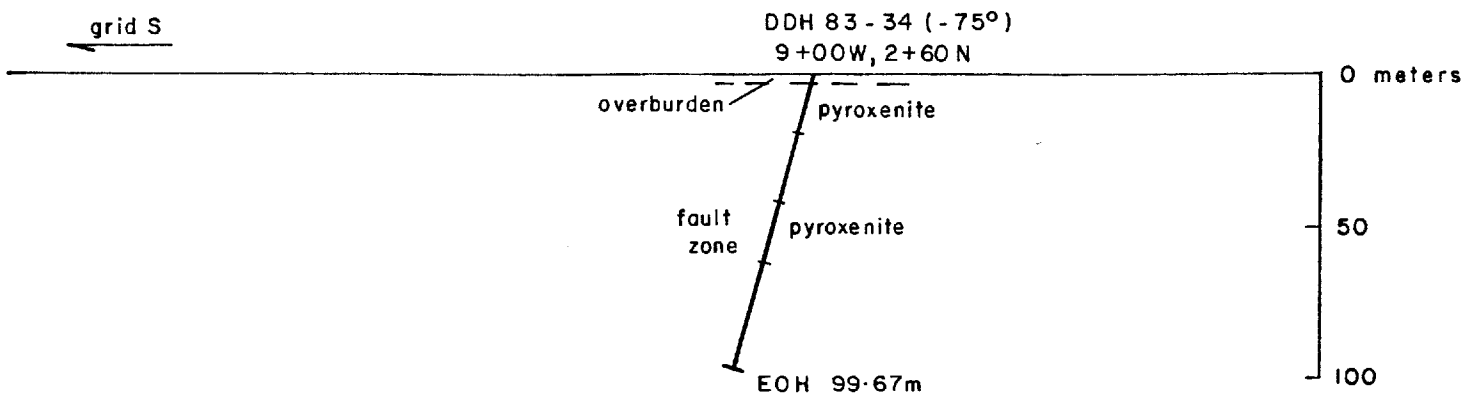 grid S
DDH 83-34 (-75°)
9+00W, 2+60N
0 meters
overburden
pyroxenite
fault
zone
pyroxenite
50
EOH 99.67m
100